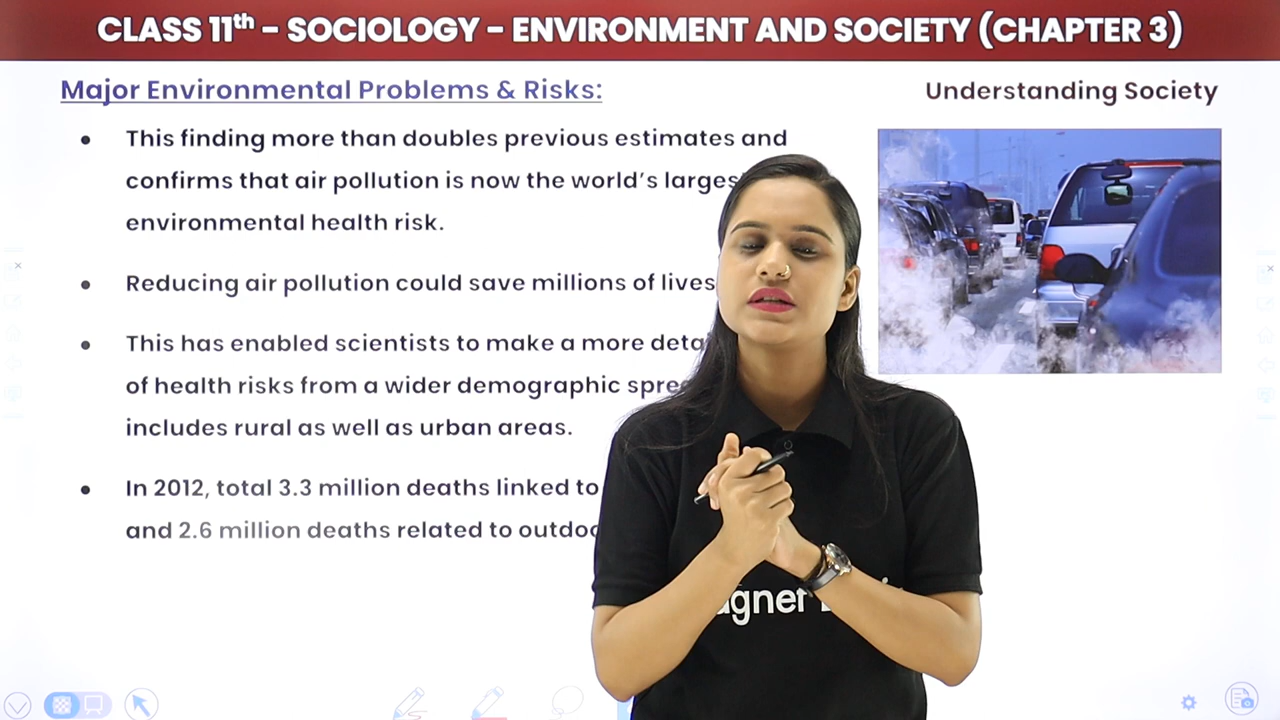 CLASS 11th - SOCIOLOGY - ENVIRONMENT AND SOCIETY (CHAPTER 3)
Major Environmental Problems & Risks:
Understanding Society
• This finding more than doubles previous estimates and
confirms that air pollution is now the world's
environmental health risk.
• Reducing air pollution could save millions of lives
• This has enabled scientists to make a more
of health risks from a wider demographic
includes rural as well as urban areas.
• In 2012, total 3.3 million deaths linked to
and 2.6 million deaths related to